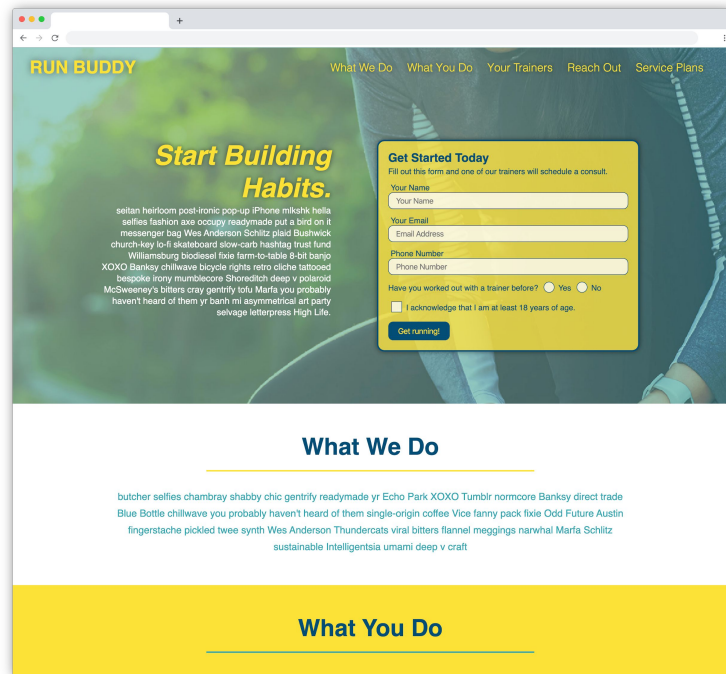 RUN BUDDY
What We Do What You Do Your Trainers Reach Out Service Plans
Start Building
Habits.
seitan heirloom post-ironic pop-up iPhone mlkshk hella
selfies fashion axe occupy readymade put a bird on it
messenger bag Wes Anderson Schlitz plaid Bushwick
church-key lo-fi skateboard slow-carb hashtag trust fund
Williamsburg biodiesel fixie farm-to-table 8-bit banjo
XOXO Banksy chillwave bicycle rights retro cliche tattooed
bespoke irony mumblecore Shoreditch deep v polaroid
McSweeney's bitters cray gentrify tofu Marfa you probably
haven't heard of them yr banh mi asymmetrical art party
selvage letterpress High Life.
Get Started Today
Fill out this form and one of our trainers will schedule a consult.
Your Name
Your Name
Your Email
Email Address
Phone Number
Phone Number
Have you worked out with a trainer before? Yes No
I acknowledge that I am at least 18 years of age.
Get running!
What We Do
butcher selfies chambray shabby chic gentrify readymade yr Echo Park XOXO Tumblr normcore Banksy direct trade
Blue Bottle chillwave you probably haven't heard of them single-origin coffee Vice fanny pack fixie Odd Future Austin
fingerstache pickled twee synth Wes Anderson Thundercats viral bitters flannel meggings narwhal Marfa Schlitz
sustainable Intelligentsia umami deep v craft
What You Do